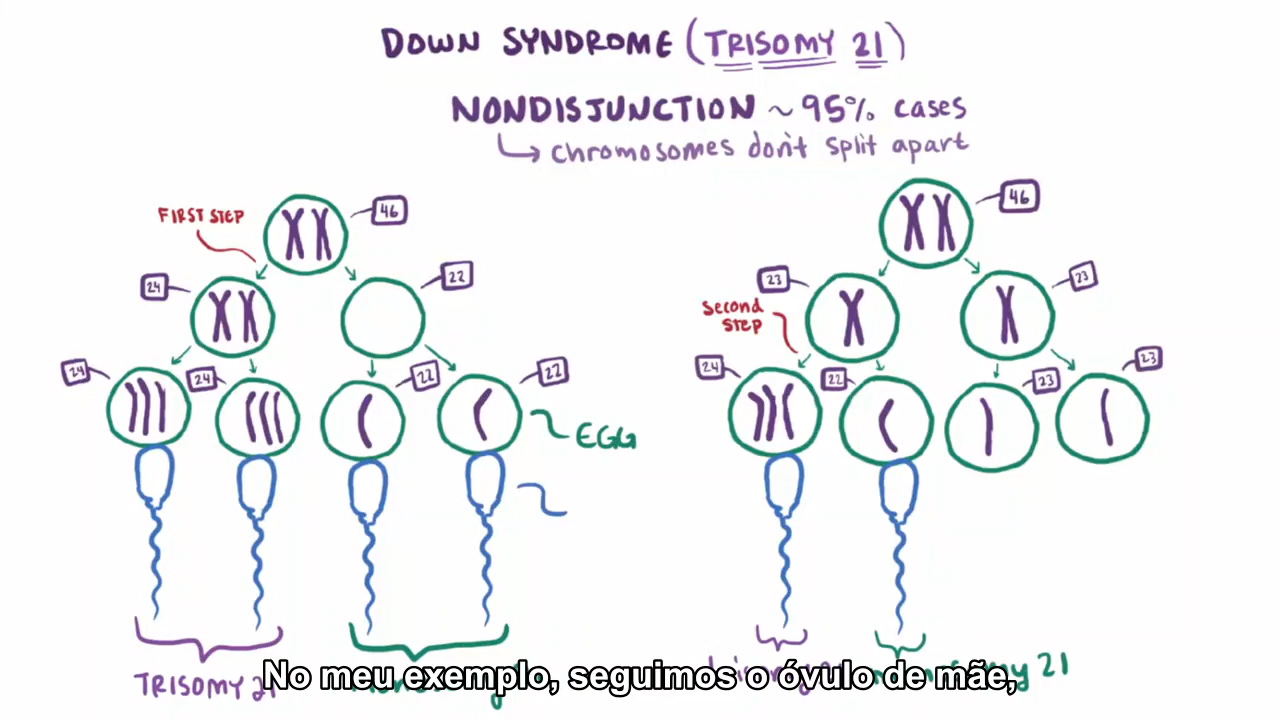 DOWN SYNDROME (TRISOMY 21)
NONDISJUNCTION ~95% cases
chromosomes don't split apart
46
46
FIRST STEP
24
22
23
23
second
step
24
24
22
22
24
22
23
23
EGG
TRISOMY 21
21
No meu exemplo, seguimos o óvulo de mãe,